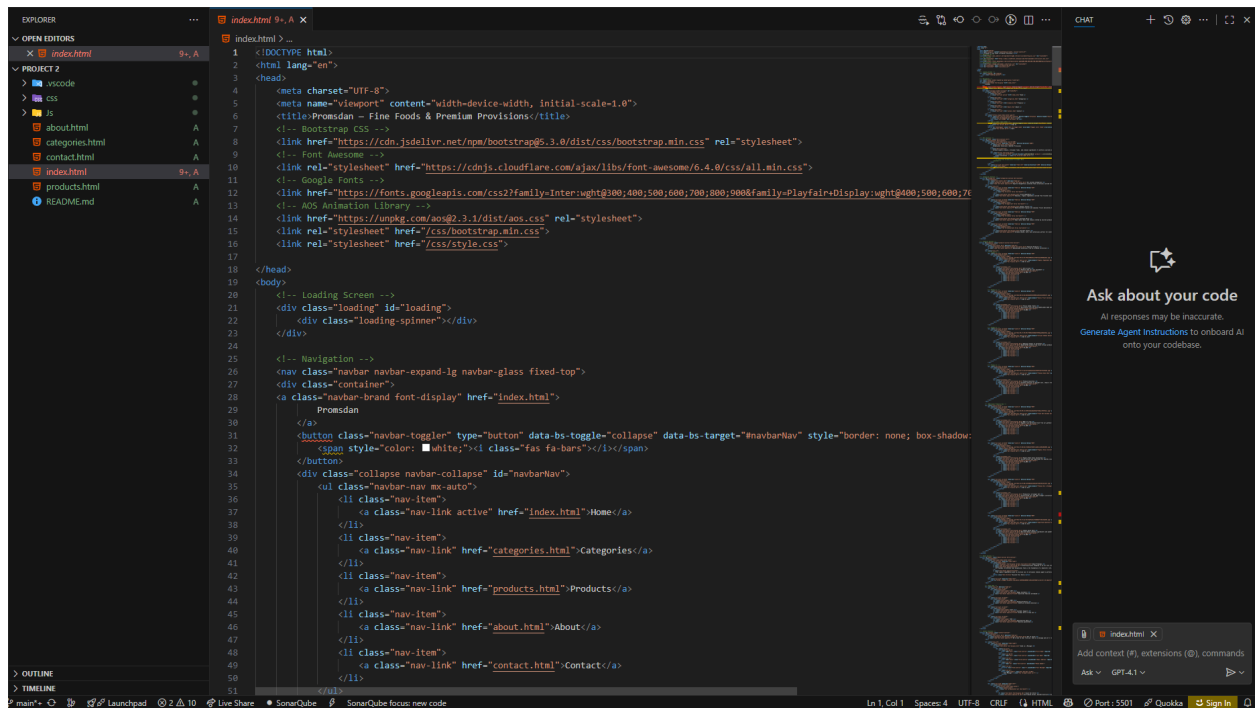 EXPLORER
OPEN EDITORS
index.html 9+, A
PROJECT 2
.vscode
css
Js
about.html A
categories.html A
contact.html A
index.html 9+, A
products.html A
README.md A
OUTLINE
TIMELINE
index.html 9+, A
index.html > ...
1 <!DOCTYPE html>
2 <html lang="en">
3 <head>
4 <meta charset="UTF-8">
5 <meta name="viewport" content="width=device-width, initial-scale=1.0">
6 <title>Promsdan — Fine Foods & Premium Provisions</title>
7 <!-- Bootstrap CSS -->
8 <link href="https://cdn.jsdelivr.net/npm/bootstrap@5.3.0/dist/css/bootstrap.min.css" rel="stylesheet">
9 <!-- Font Awesome -->
10 <link rel="stylesheet" href="https://cdnjs.cloudflare.com/ajax/libs/font-awesome/6.4.0/css/all.min.css">
11 <!-- Google Fonts -->
12 <link href="https://fonts.googleapis.com/css2?family=Inter:wght@300;400;500;600;700;800;900&family=Playfair+Display:wght@400;500;600;70
13 <!-- AOS Animation Library -->
14 <link href="https://unpkg.com/aos@2.3.1/dist/aos.css" rel="stylesheet">
15 <link rel="stylesheet" href="/css/bootstrap.min.css">
16 <link rel="stylesheet" href="/css/style.css">
17
18 </head>
19 <body>
20 <!-- Loading Screen -->
21 <div class="loading" id="loading">
22 <div class="loading-spinner"></div>
23 </div>
24
25 <!-- Navigation -->
26 <nav class="navbar navbar-expand-lg navbar-glass fixed-top">
27 <div class="container">
28 <a class="navbar-brand font-display" href="index.html">
29 Promsdan
30 </a>
31 <button class="navbar-toggler" type="button" data-bs-toggle="collapse" data-bs-target="#navbarNav" style="border: none; box-shadow:
32 <span style="color: white;"><i class="fas fa-bars"></i></span>
33 </button>
34 <div class="collapse navbar-collapse" id="navbarNav">
35 <ul class="navbar-nav mx-auto">
36 <li class="nav-item">
37 <a class="nav-link active" href="index.html">Home</a>
38 </li>
39 <li class="nav-item">
40 <a class="nav-link" href="categories.html">Categories</a>
41 </li>
42 <li class="nav-item">
43 <a class="nav-link" href="products.html">Products</a>
44 </li>
45 <li class="nav-item">
46 <a class="nav-link" href="about.html">About</a>
47 </li>
48 <li class="nav-item">
49 <a class="nav-link" href="contact.html">Contact</a>
50 </li>
51 </ul>
CHAT
Ask about your code
AI responses may be inaccurate.
Generate Agent Instructions to onboard AI
onto your codebase.
index.html
Add context (#), extensions (@), commands
Ask GPT-4.1
main*+ Launchpad 2 10 Live Share SonarQube SonarQube focus: new code Ln 1, Col 1 Spaces: 4 UTF-8 CRLF HTML Port : 5501 Quokka Sign In